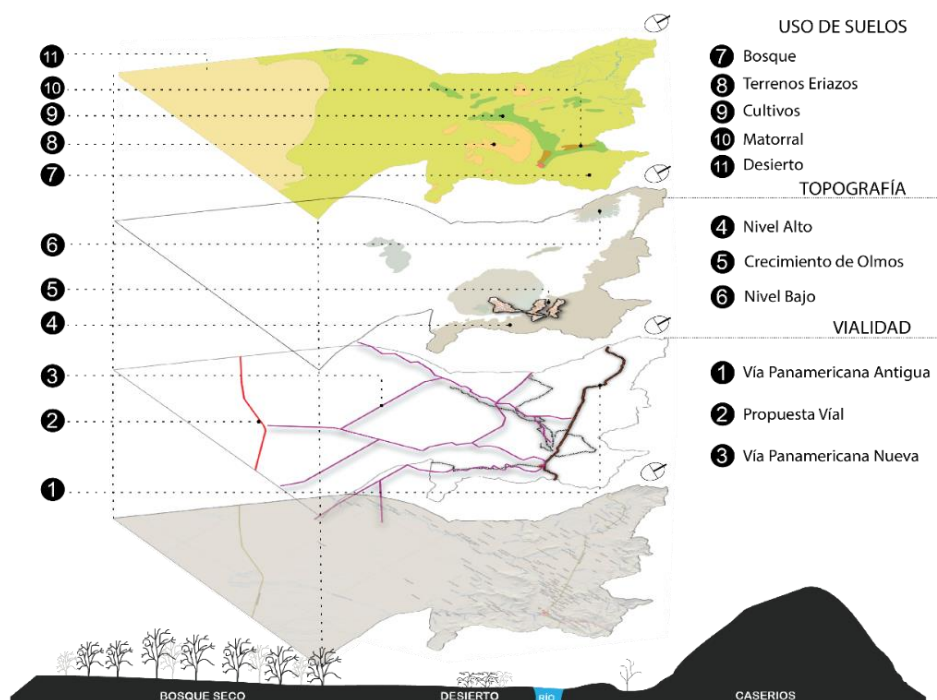 USO DE SUELOS
7 Bosque
8 Terrenos Eriazos
9 Cultivos
10 Matorral
11 Desierto
TOPOGRAFÍA
4 Nivel Alto
5 Crecimiento de Olmos
6 Nivel Bajo
VIALIDAD
1 Vía Panamericana Antigua
2 Propuesta Víal
3 Vía Panamericana Nueva
11
10
9
8
7
6
5
4
3
2
1
BOSQUE SECO
DESIERTO
RÍO
CASERIOS